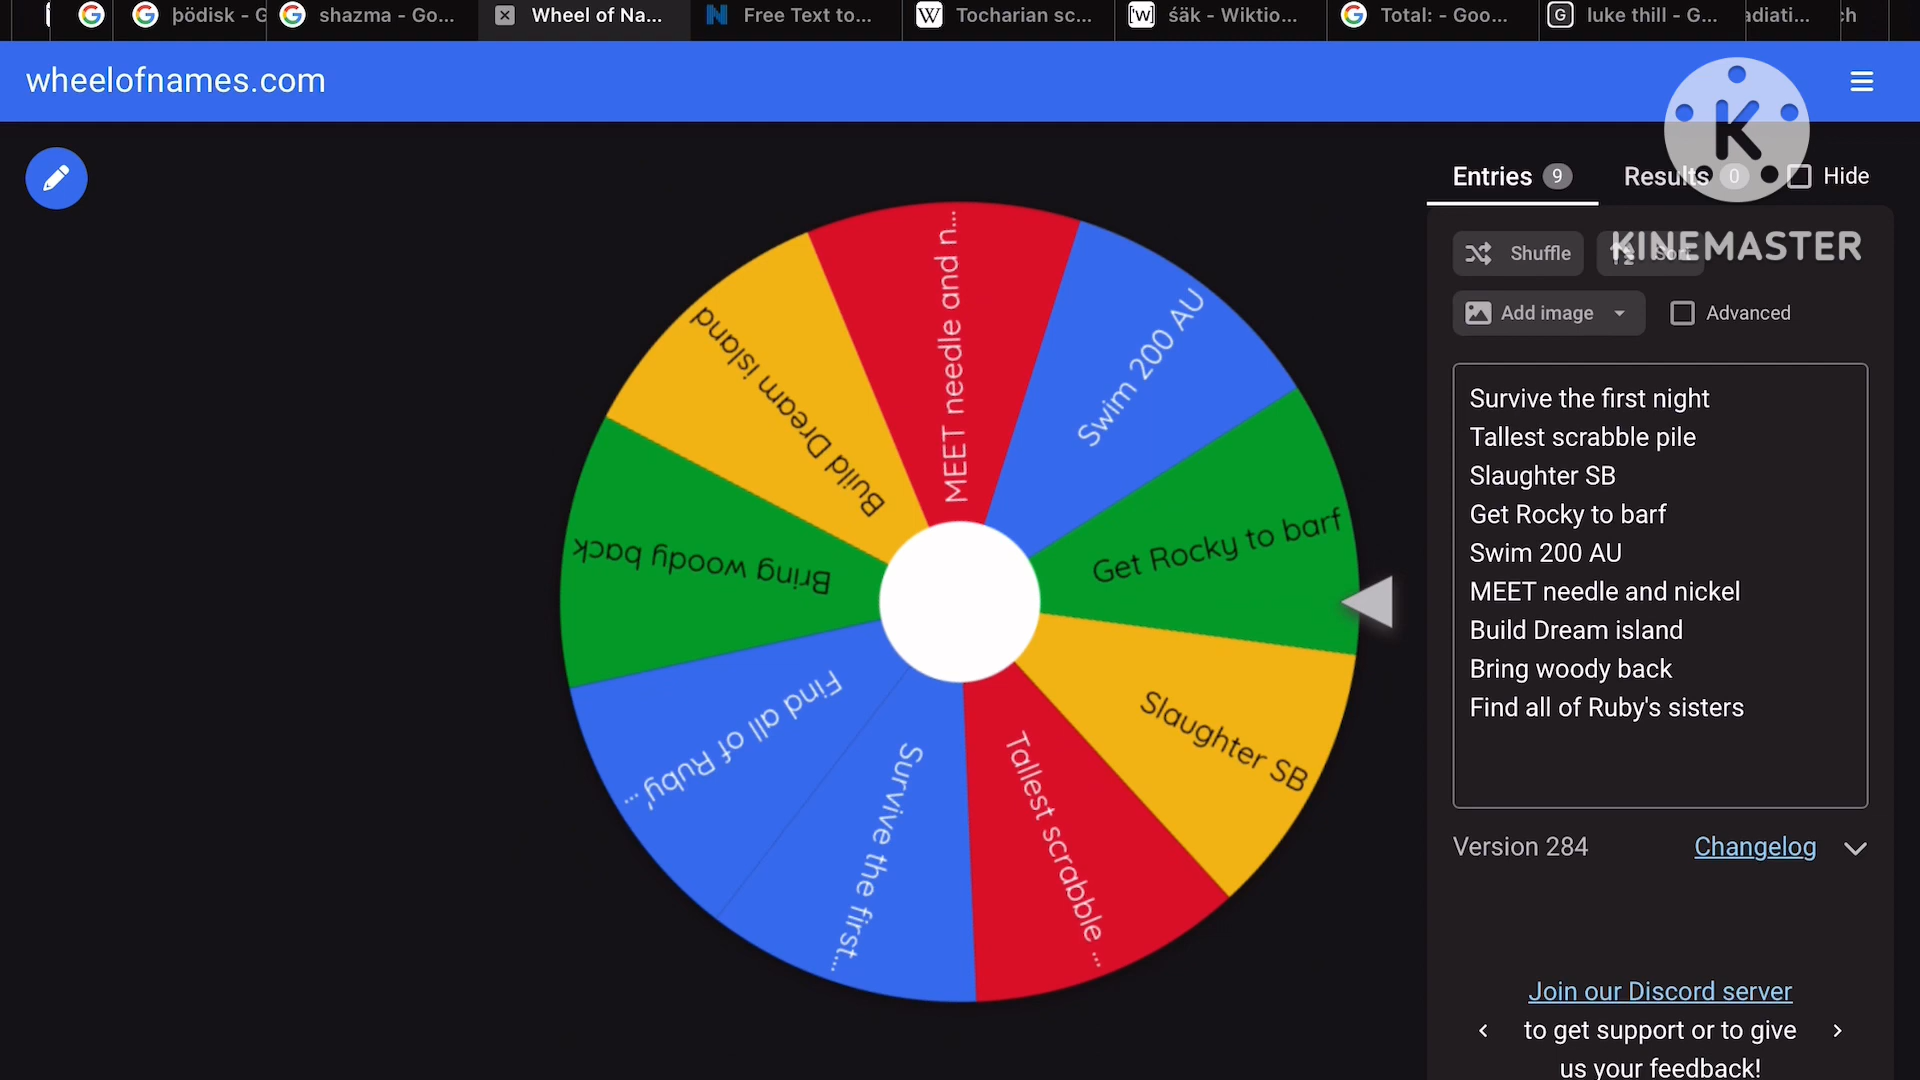 þödisk - G
shazma - Go...
Wheel of Na...
Free Text to...
Tocharian sc...
śäk - Wiktio...
Total: - Goo...
luke thill - G...
adiati...
ch
wheelofnames.com
K
KINEMASTER
Entries 9
Results 0
Hide
Shuffle
Sort
Add image
Advanced
Survive the first night
Tallest scrabble pile
Slaughter SB
Get Rocky to barf
Swim 200 AU
MEET needle and nickel
Build Dream island
Bring woody back
Find all of Ruby's sisters
MEET needle and n...
Swim 200 AU
Get Rocky to barf
Slaughter SB
Tallest scrabble ...
Survive the first...
Find all of Ruby'...
Bring woody back
Build Dream island
Version 284
Changelog
Join our Discord server
to get support or to give
us your feedback!